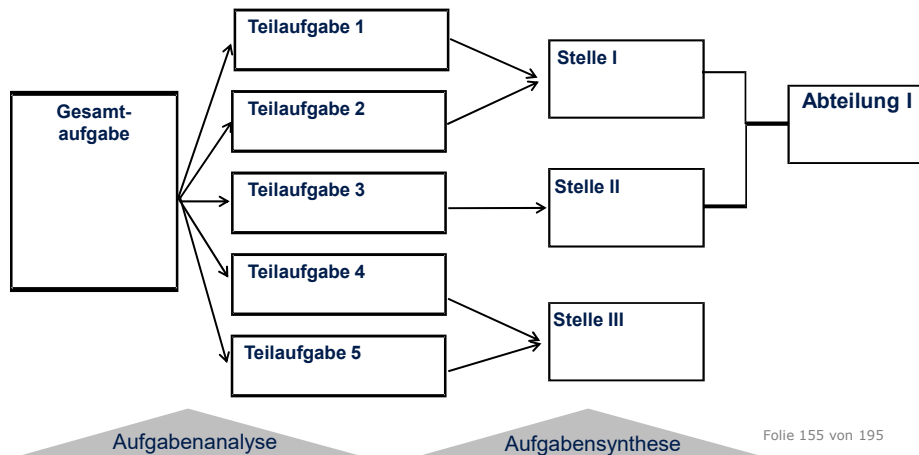 Gesamt-
aufgabe
Teilaufgabe 1
Teilaufgabe 2
Teilaufgabe 3
Teilaufgabe 4
Teilaufgabe 5
Stelle I
Stelle II
Stelle III
Abteilung I
Aufgabenanalyse
Aufgabensynthese
Folie 155 von 195